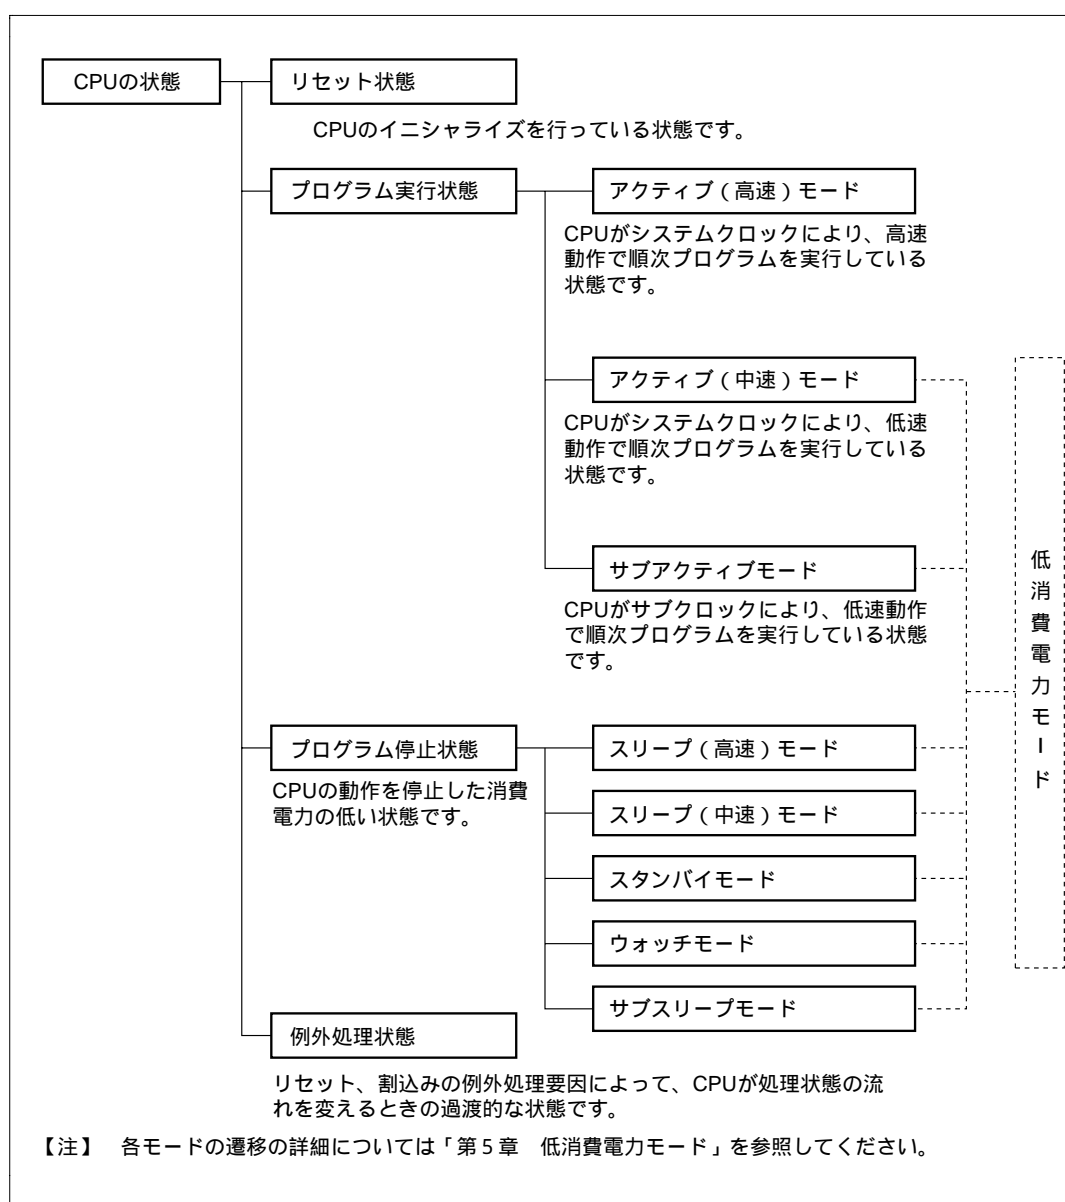 CPUの状態
リセット状態
CPUのイニシャライズを行っている状態です。
プログラム実行状態
アクティブ（高速）モード
CPUがシステムクロックにより、高速
動作で順次プログラムを実行している
状態です。
アクティブ（中速）モード
CPUがシステムクロックにより、低速
動作で順次プログラムを実行している
状態です。
サブアクティブモード
CPUがサブクロックにより、低速動作
で順次プログラムを実行している状態
です。
低消費電力モード
プログラム停止状態
CPUの動作を停止した消費
電力の低い状態です。
スリープ（高速）モード
スリープ（中速）モード
スタンバイモード
ウォッチモード
サブスリープモード
例外処理状態
リセット、割込みの例外処理要因によって、CPUが処理状態の流
れを変えるときの過渡的な状態です。
【注】　各モードの遷移の詳細については「第５章　低消費電力モード」を参照してください。